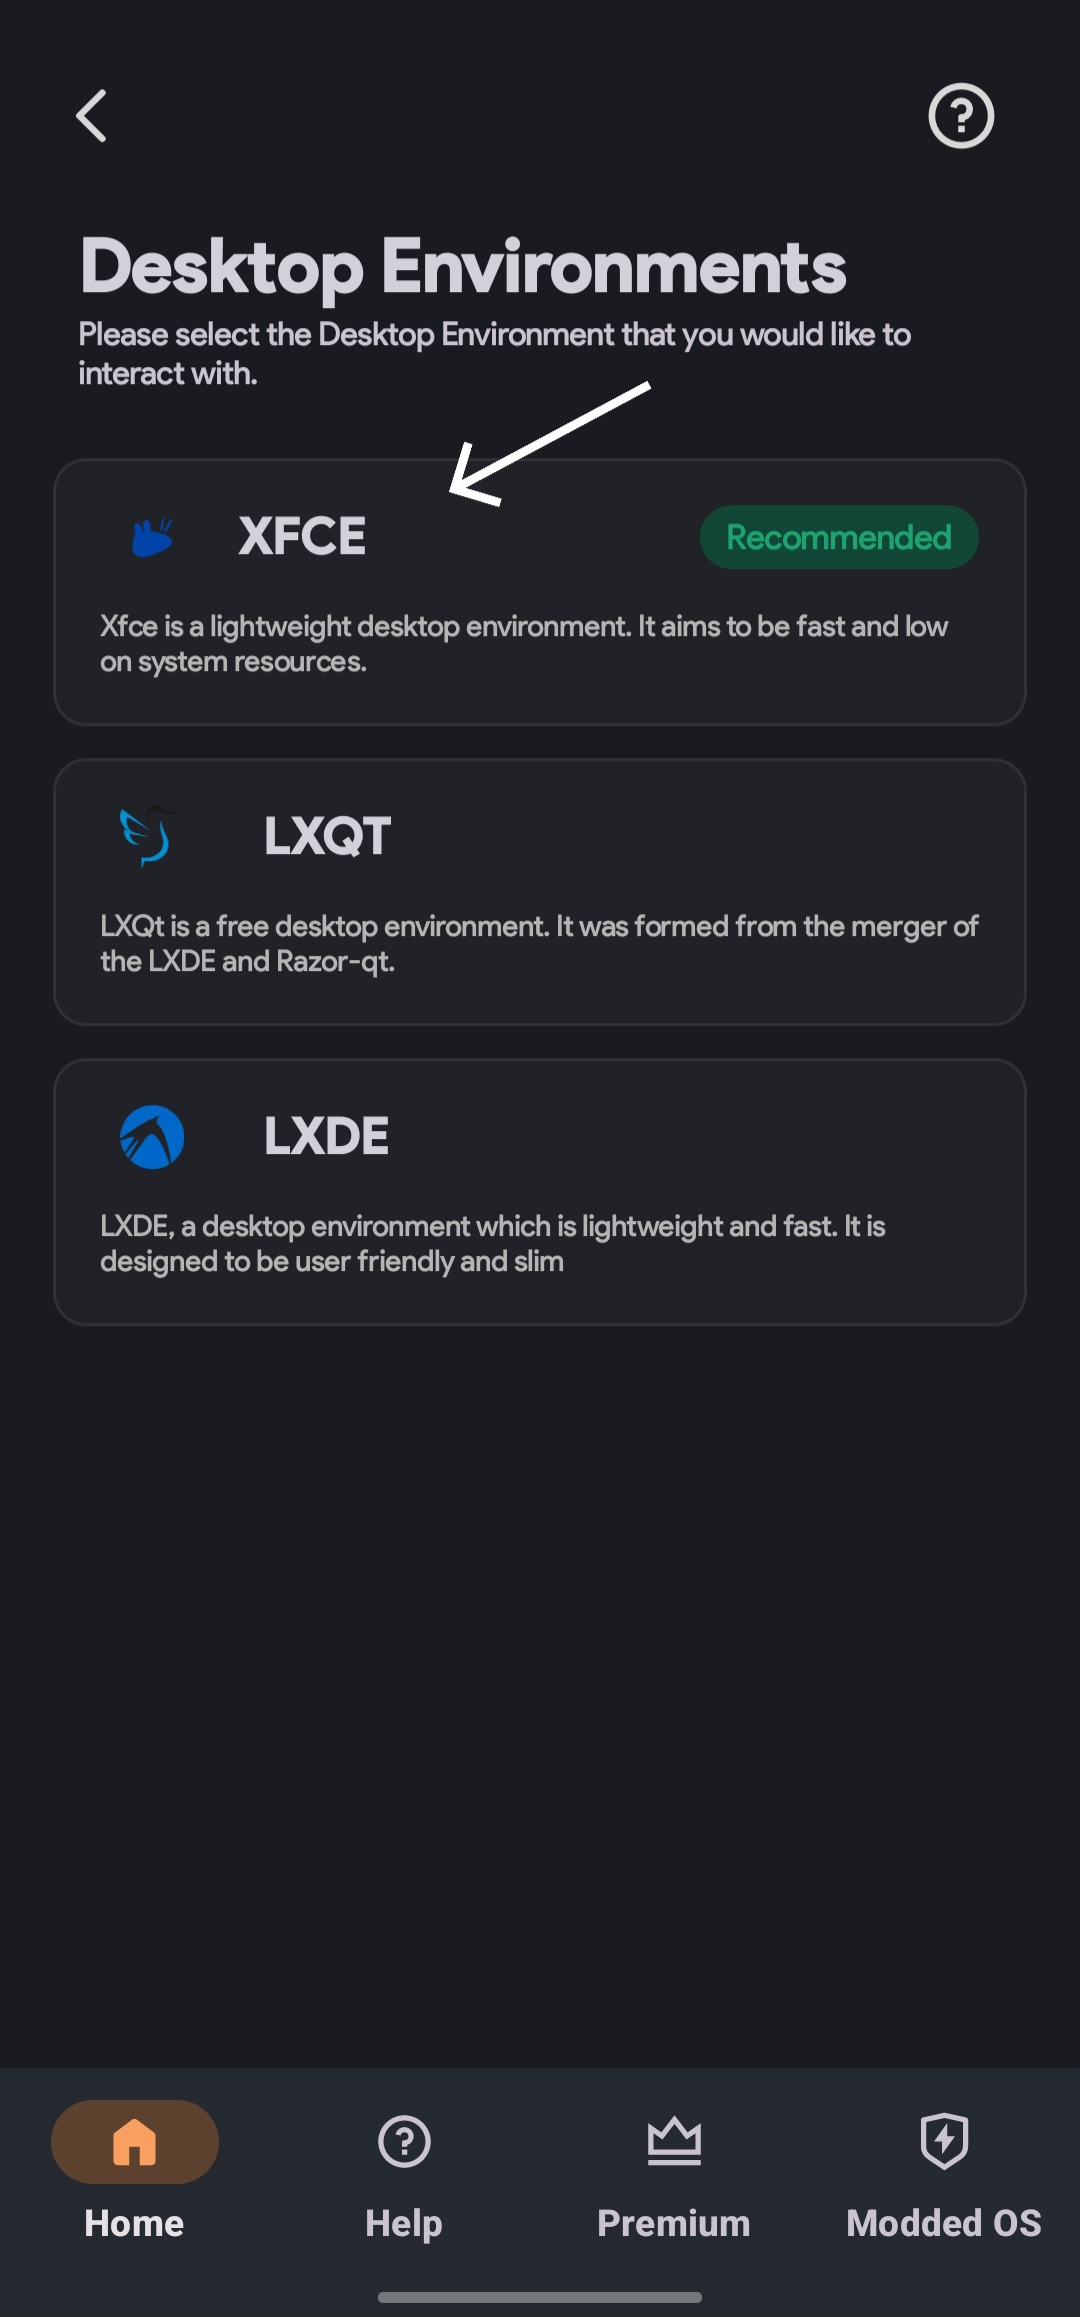 Desktop Environments
Please select the Desktop Environment that you would like to
interact with.
XFCE
Recommended
Xfce is a lightweight desktop environment. It aims to be fast and low
on system resources.
LXQT
LXQt is a free desktop environment. It was formed from the merger of
the LXDE and Razor-qt.
LXDE
LXDE, a desktop environment which is lightweight and fast. It is
designed to be user friendly and slim
Home
Help
Premium
Modded OS